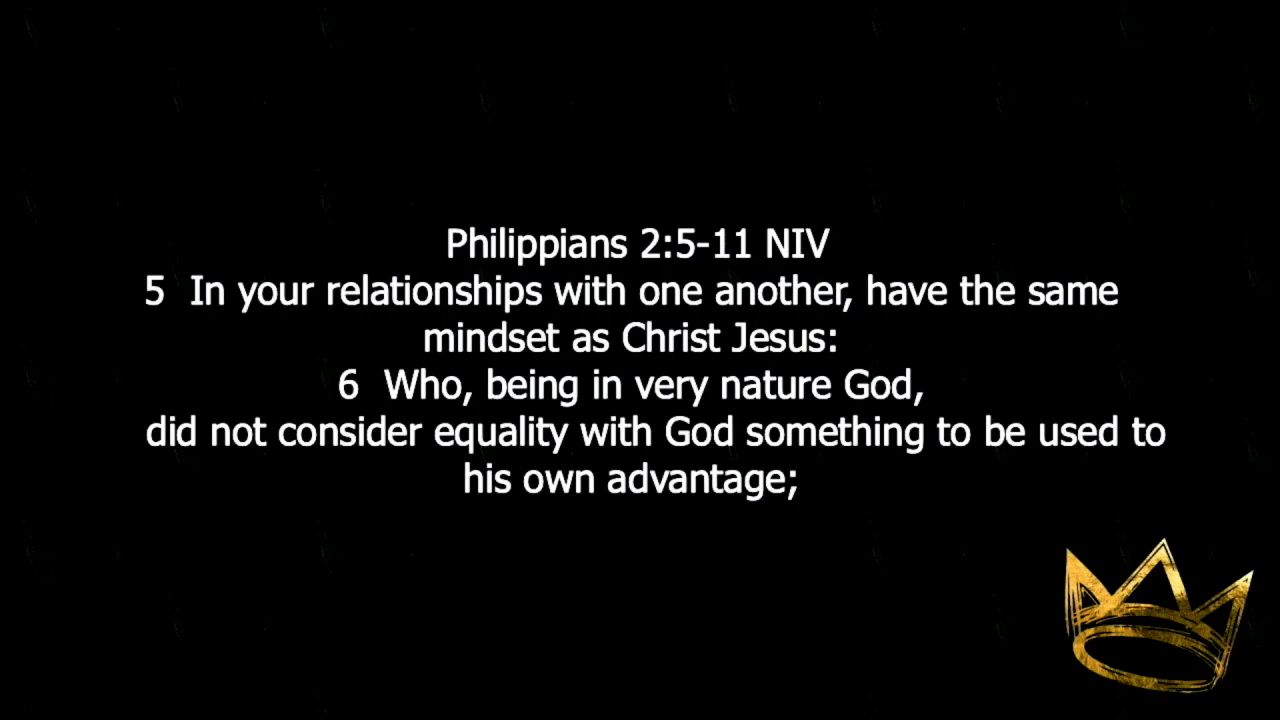 Philippians 2:5-11 NIV
5 In your relationships with one another, have the same
mindset as Christ Jesus:
6 Who, being in very nature God,
did not consider equality with God something to be used to
his own advantage;